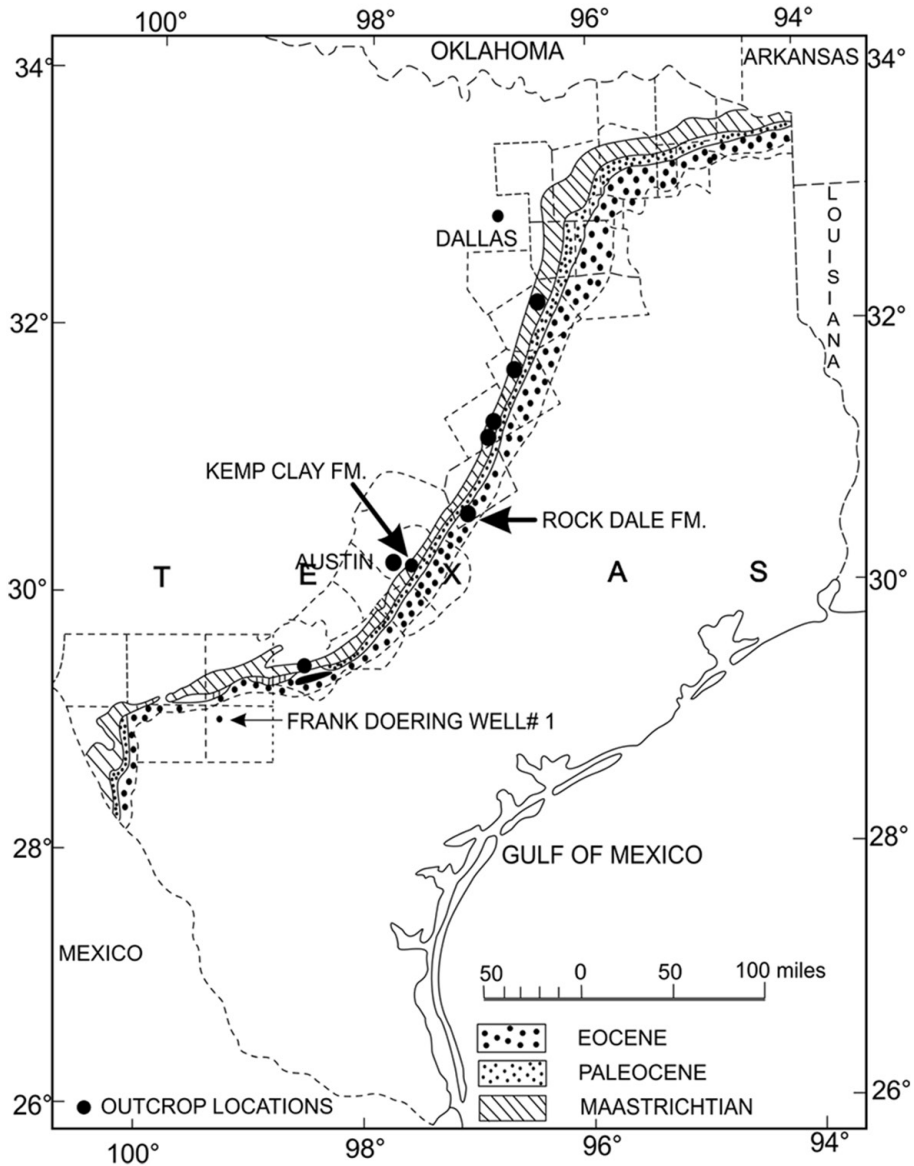 100° 98° 96° 94°
34° OKLAHOMA ARKANSAS 34°
LOUISIANA
DALLAS
32° 32°
KEMP CLAY FM.
ROCK DALE FM.
AUSTIN
T E X A S
30° 30°
FRANK DOERING WELL# 1
28° 28°
GULF OF MEXICO
MEXICO
50 0 50 100 miles
EOCENE
PALEOCENE
MAASTRICHTIAN
26° OUTCROP LOCATIONS 26°
100° 98° 96° 94°